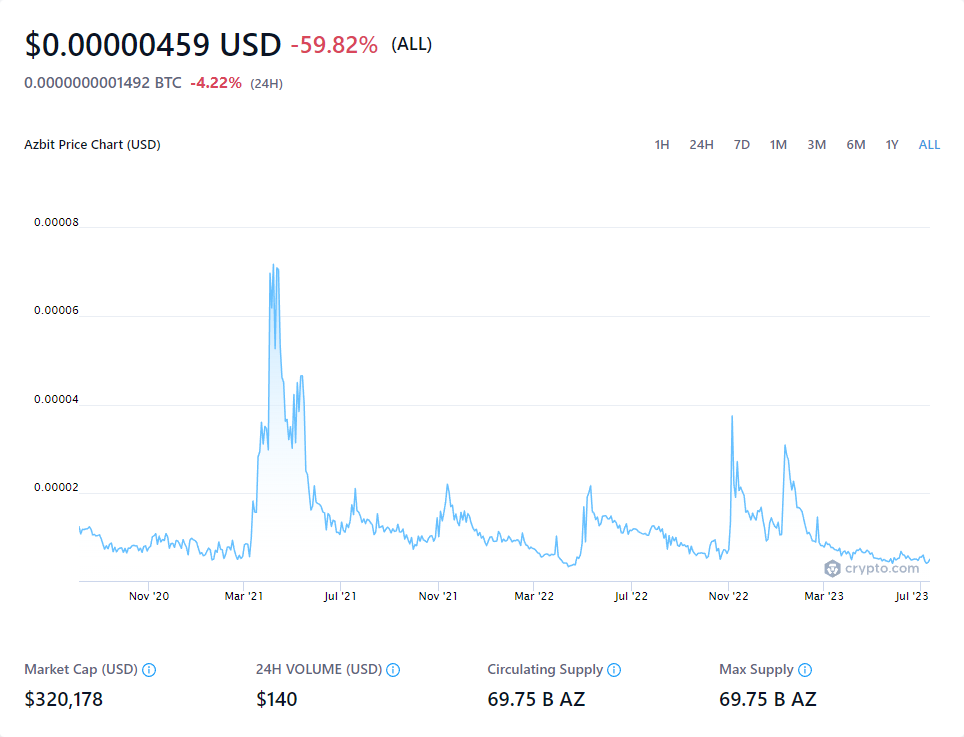 $0.00000459 USD -59.82% (ALL)
0.0000000001492 BTC -4.22% (24H)
Azbit Price Chart (USD) 1H 24H 7D 1M 3M 6M 1Y ALL
0.00008
0.00006
0.00004
0.00002
crypto.com
Nov '20 Mar '21 Jul '21 Nov '21 Mar '22 Jul '22 Nov '22 Mar '23 Jul '23
Market Cap (USD) 24H VOLUME (USD) Circulating Supply Max Supply
$320,178 $140 69.75 B AZ 69.75 B AZ